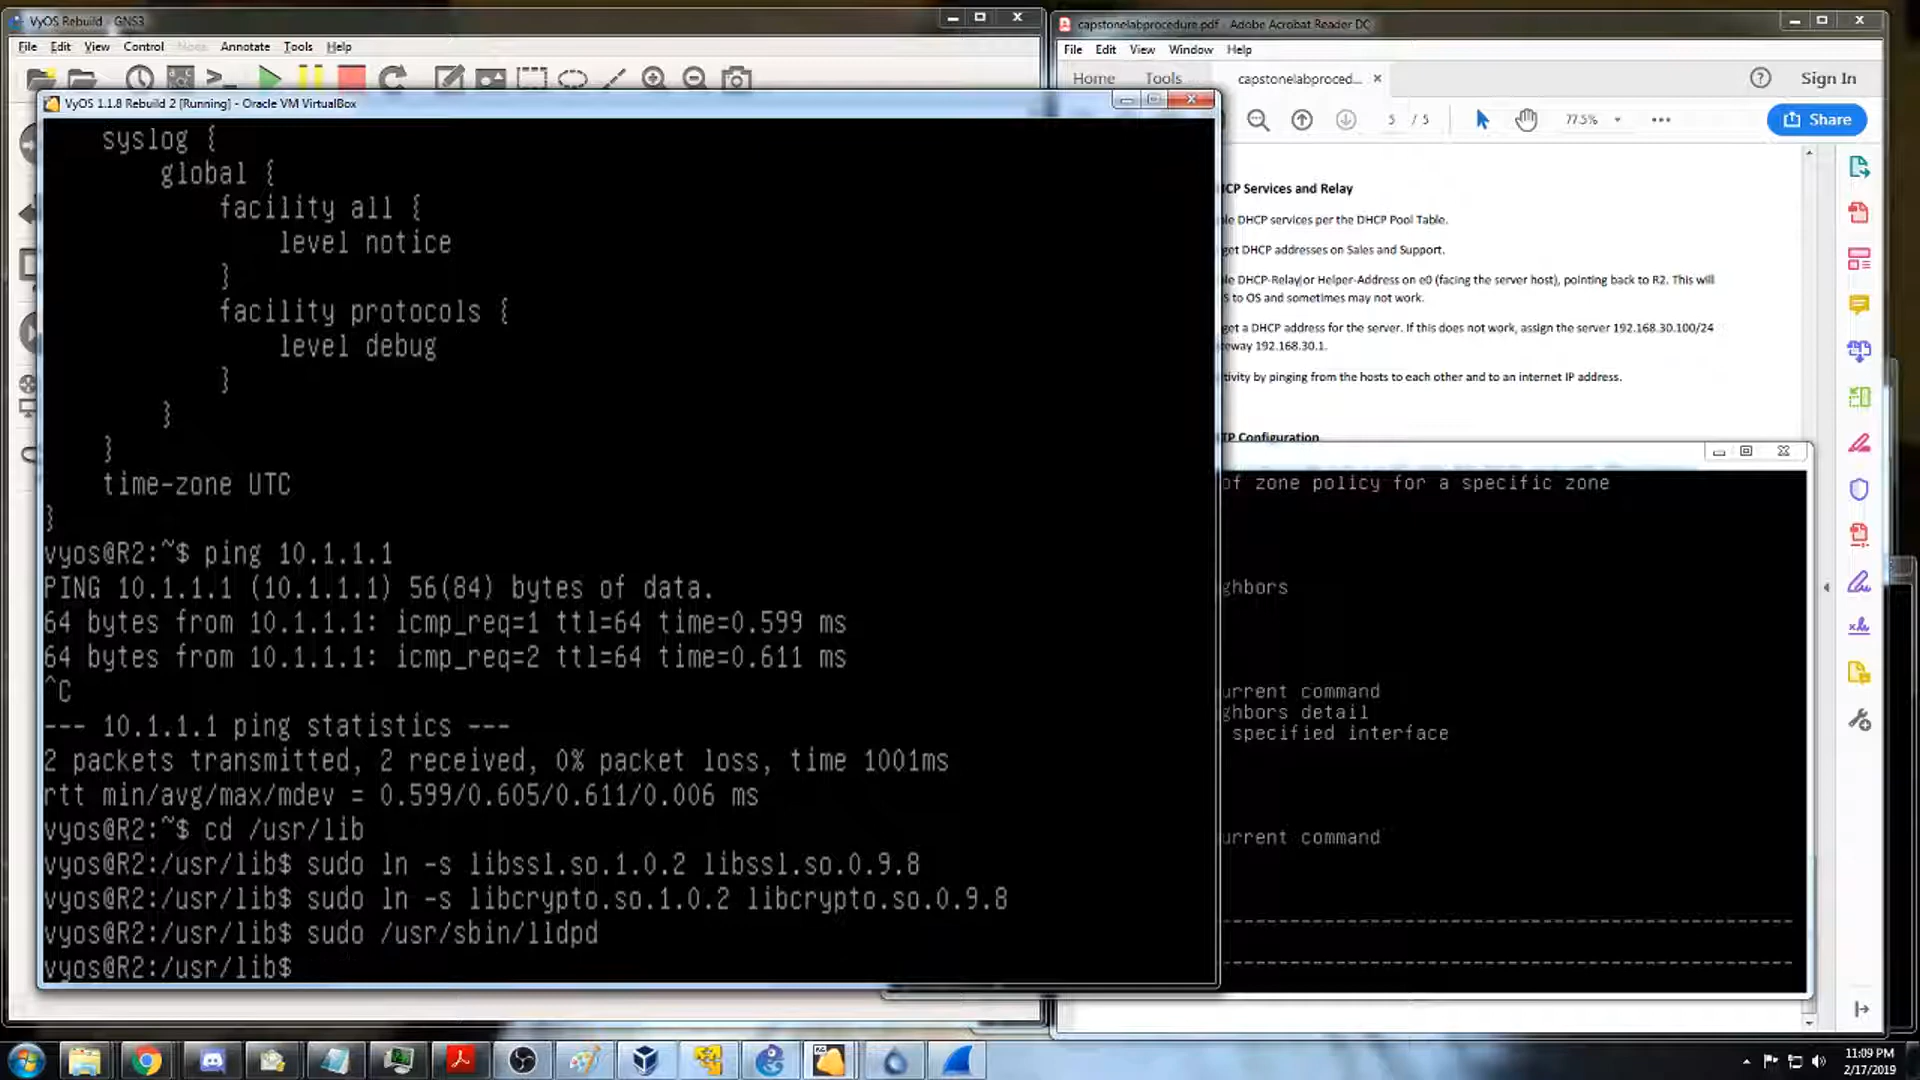 VyOS Rebuild - GNS3
File Edit View Control Node Annotate Tools Help
VyOS 1.1.8 Rebuild 2 [Running] - Oracle VM VirtualBox
syslog {
global {
facility all {
level notice
}
facility protocols {
level debug
}
}
}
time-zone UTC
}
vyos@R2:~$ ping 10.1.1.1
PING 10.1.1.1 (10.1.1.1) 56(84) bytes of data.
64 bytes from 10.1.1.1: icmp_req=1 ttl=64 time=0.599 ms
64 bytes from 10.1.1.1: icmp_req=2 ttl=64 time=0.611 ms
^C
--- 10.1.1.1 ping statistics ---
2 packets transmitted, 2 received, 0% packet loss, time 1001ms
rtt min/avg/max/mdev = 0.599/0.605/0.611/0.006 ms
vyos@R2:~$ cd /usr/lib
vyos@R2:/usr/lib$ sudo ln -s libssl.so.1.0.2 libssl.so.0.9.8
vyos@R2:/usr/lib$ sudo ln -s libcrypto.so.1.0.2 libcrypto.so.0.9.8
vyos@R2:/usr/lib$ sudo /usr/sbin/lldpd
vyos@R2:/usr/lib$
capstonelabprocedure.pdf - Adobe Acrobat Reader DC
File Edit View Window Help
Home Tools capstonelabproced... Sign In
5 / 5 77.5% Share
CP Services and Relay
le DHCP services per the DHCP Pool Table.
get DHCP addresses on Sales and Support.
le DHCP-Relay or Helper-Address on e0 (facing the server host), pointing back to R2. This will
S to OS and sometimes may not work.
get a DHCP address for the server. If this does not work, assign the server 192.168.30.100/24
eway 192.168.30.1.
tivity by pinging from the hosts to each other and to an internet IP address.
TP Configuration
of zone policy for a specific zone
ghbors
urrent command
ghbors detail
specified interface
urrent command
11:09 PM
2/17/2019